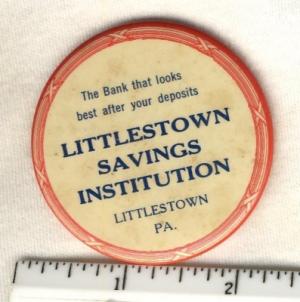 The Bank that looks
best after your deposits
LITTLESTOWN
SAVINGS
INSTITUTION
LITTLESTOWN
PA.
1 2